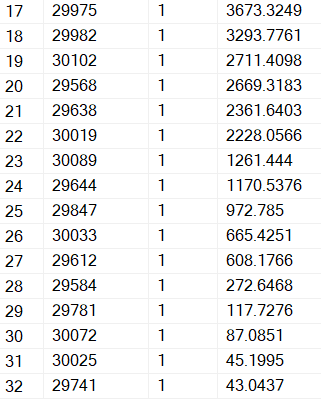 17 29975 1 3673.3249
18 29982 1 3293.7761
19 30102 1 2711.4098
20 29568 1 2669.3183
21 29638 1 2361.6403
22 30019 1 2228.0566
23 30089 1 1261.444
24 29644 1 1170.5376
25 29847 1 972.785
26 30033 1 665.4251
27 29612 1 608.1766
28 29584 1 272.6468
29 29781 1 117.7276
30 30072 1 87.0851
31 30025 1 45.1995
32 29741 1 43.0437